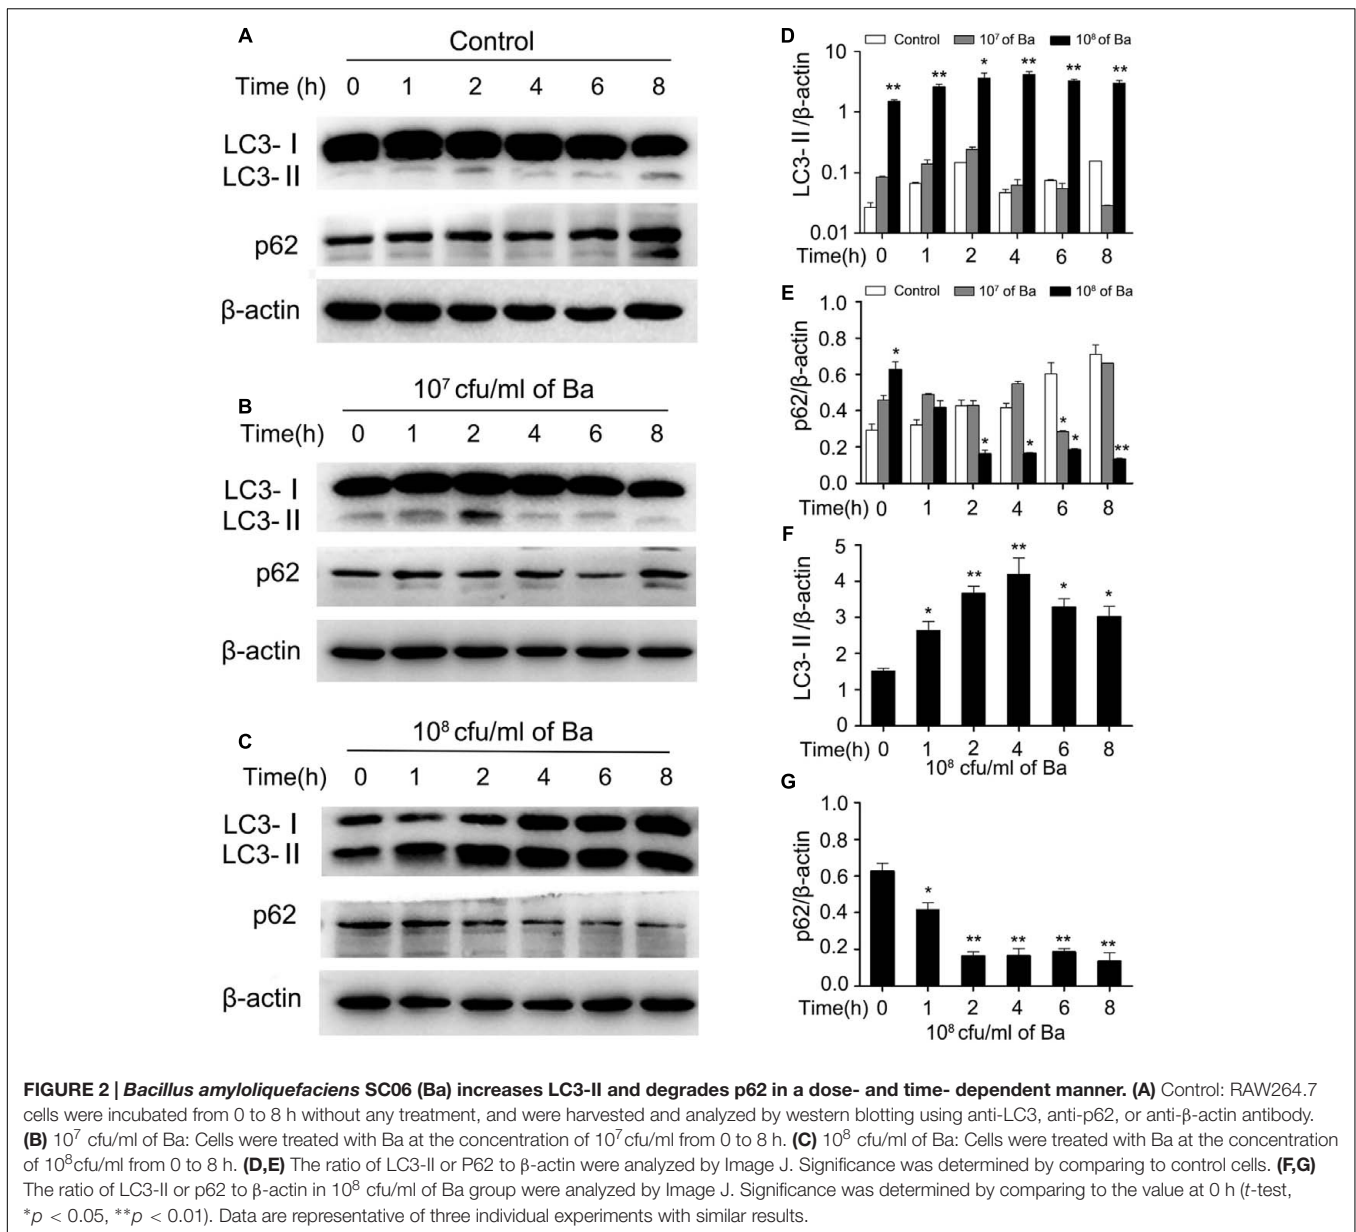 A
Control
Time (h) 0 1 2 4 6 8
LC3- I
LC3- II
p62
β-actin
10⁷ cfu/ml of Ba
B
Time(h) 0 1 2 4 6 8
LC3- I
LC3- II
p62
β-actin
10⁸ cfu/ml of Ba
C
Time(h) 0 1 2 4 6 8
LC3- I
LC3- II
p62
β-actin
D
Control 10⁷ of Ba 10⁸ of Ba
LC3- II /β-actin
10
1
0.1
0.01
** ** * ** ** **
Time(h) 0 1 2 4 6 8
E
Control 10⁷ of Ba 10⁸ of Ba
p62/β-actin
1.0
0.8
0.6
0.4
0.2
0.0
* * * * * **
Time(h) 0 1 2 4 6 8
F
LC3- II /β-actin
5
4
3
2
1
0
* ** ** * *
Time(h) 0 1 2 4 6 8
10⁸ cfu/ml of Ba
G
p62/β-actin
1.0
0.8
0.6
0.4
0.2
0.0
* ** ** ** **
Time(h) 0 1 2 4 6 8
10⁸ cfu/ml of Ba
FIGURE 2 | Bacillus amyloliquefaciens SC06 (Ba) increases LC3-II and degrades p62 in a dose- and time- dependent manner. (A) Control: RAW264.7
cells were incubated from 0 to 8 h without any treatment, and were harvested and analyzed by western blotting using anti-LC3, anti-p62, or anti-β-actin antibody.
(B) 10⁷ cfu/ml of Ba: Cells were treated with Ba at the concentration of 10⁷cfu/ml from 0 to 8 h. (C) 10⁸ cfu/ml of Ba: Cells were treated with Ba at the concentration
of 10⁸cfu/ml from 0 to 8 h. (D,E) The ratio of LC3-II or P62 to β-actin were analyzed by Image J. Significance was determined by comparing to control cells. (F,G)
The ratio of LC3-II or p62 to β-actin in 10⁸ cfu/ml of Ba group were analyzed by Image J. Significance was determined by comparing to the value at 0 h (t-test,
*p < 0.05, **p < 0.01). Data are representative of three individual experiments with similar results.